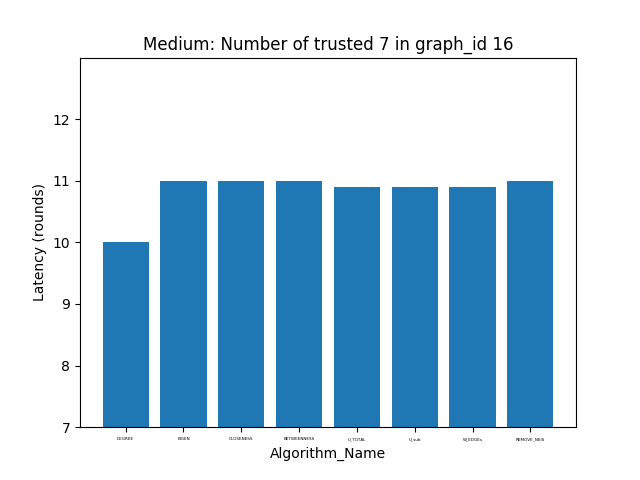 Medium: Number of trusted 7 in graph_id 16
Latency (rounds)
12
11
10
9
8
7
DEGREE EIGEN CLOSENESS BETWEENNESS U_TOTAL U_sub W_EDGEs REMOVE_NEIS
Algorithm_Name